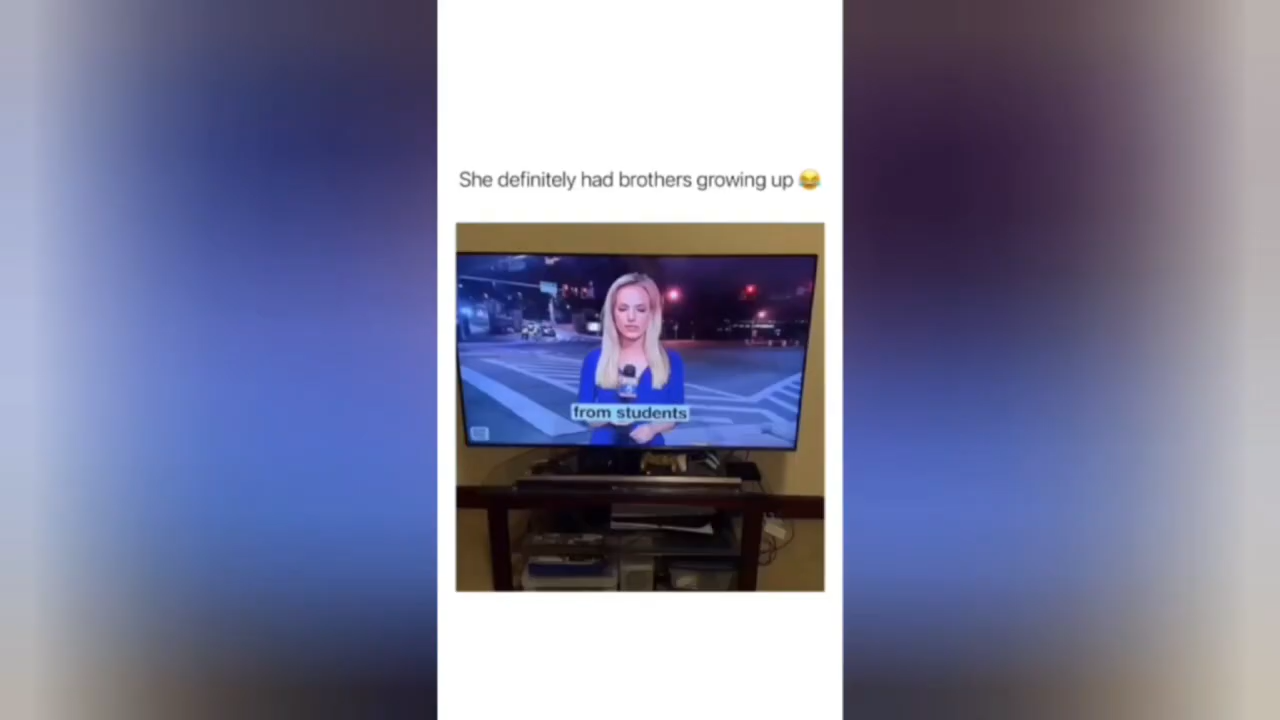 She definitely had brothers growing up 😂
from students